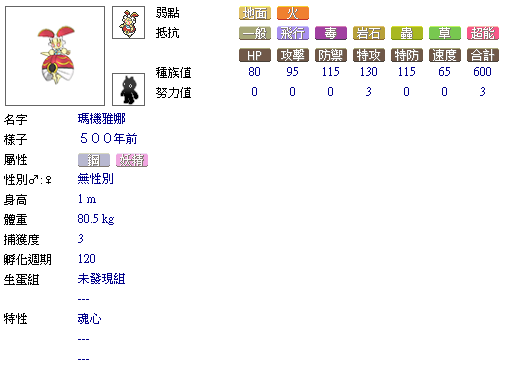 弱點 地面 火
抵抗 一般 飛行 毒 岩石 蟲 草 超能
HP 攻擊 防禦 特攻 特防 速度 合計
種族值 80 95 115 130 115 65 600
努力值 0 0 0 3 0 0 3
名字 瑪機雅娜
樣子 ５００年前
屬性 鋼 妖精
性別♂:♀ 無性別
身高 1 m
體重 80.5 kg
捕獲度 3
孵化週期 120
生蛋組 未發現組
---
特性 魂心
---
---